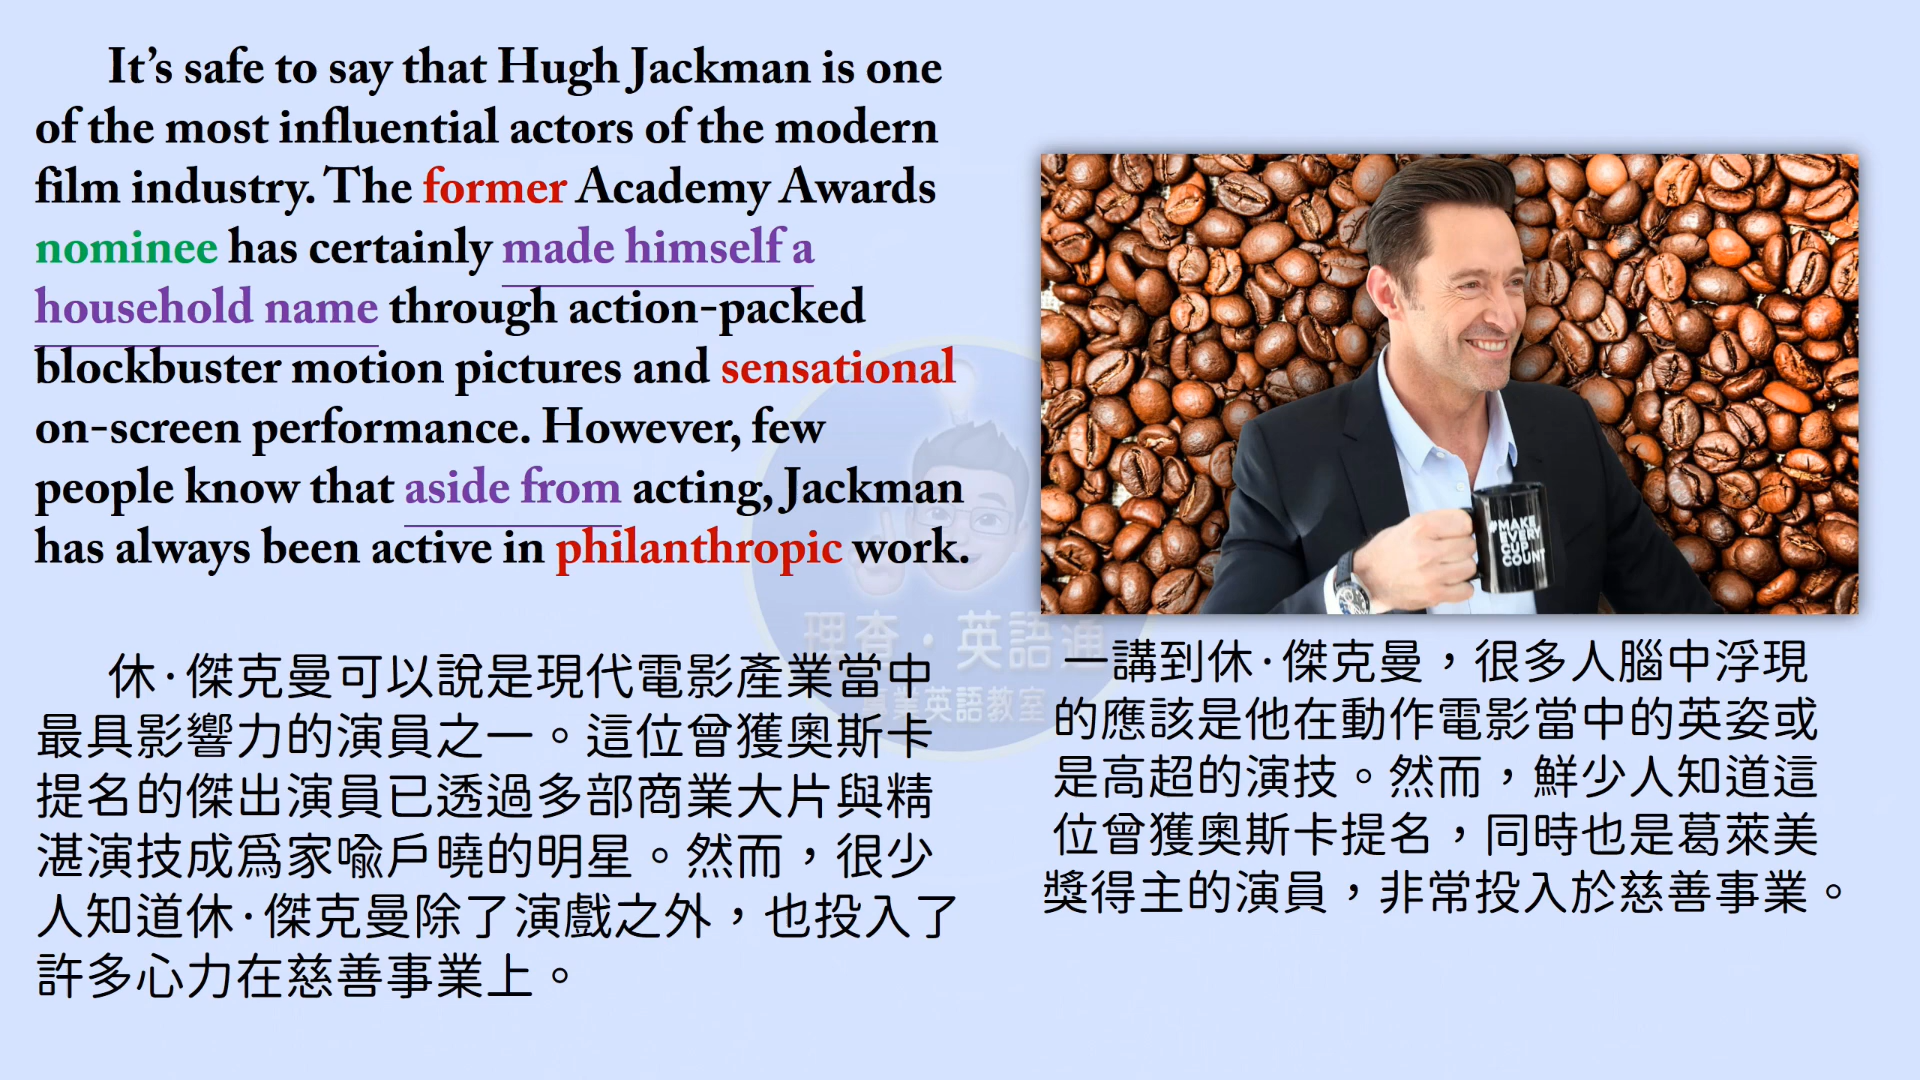 It’s safe to say that Hugh Jackman is one
of the most influential actors of the modern
film industry. The former Academy Awards
nominee has certainly made himself a
household name through action-packed
blockbuster motion pictures and sensational
on-screen performance. However, few
people know that aside from acting, Jackman
has always been active in philanthropic work.
休·傑克曼可以說是現代電影產業當中
最具影響力的演員之一。這位曾獲奧斯卡
提名的傑出演員已透過多部商業大片與精
湛演技成為家喻戶曉的明星。然而，很少
人知道休·傑克曼除了演戲之外，也投入了
許多心力在慈善事業上。
#MAKE
EVERY
CUP
COUNT
一講到休·傑克曼，很多人腦中浮現
的應該是他在動作電影當中的英姿或
是高超的演技。然而，鮮少人知道這
位曾獲奧斯卡提名，同時也是葛萊美
獎得主的演員，非常投入於慈善事業。
理查·英語通
專業英語教室